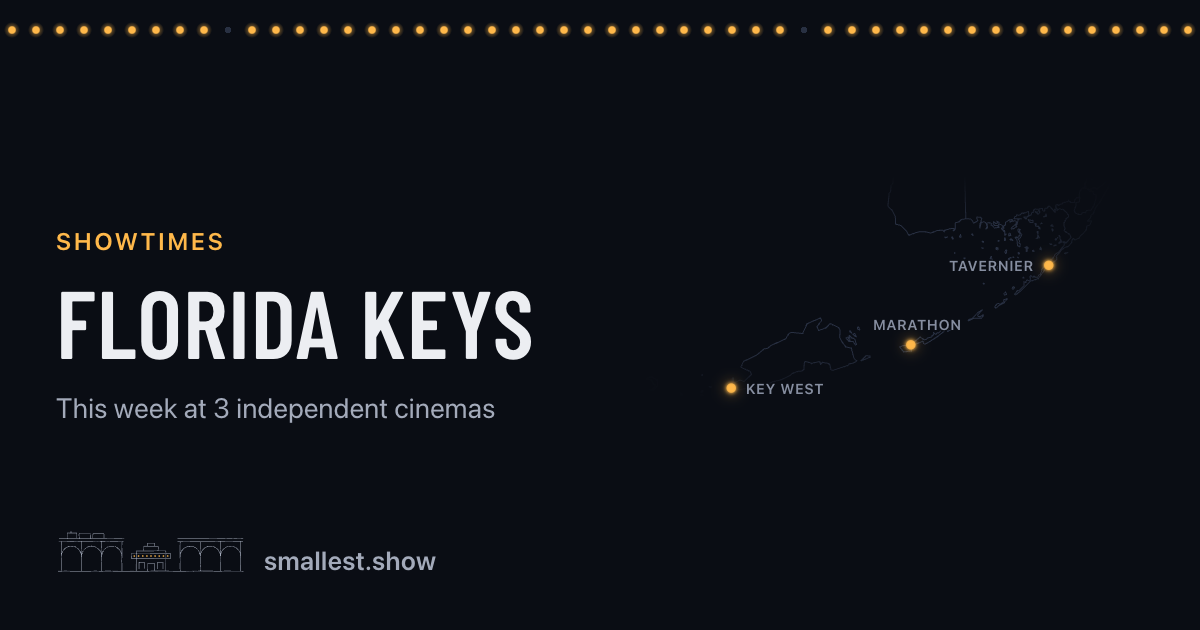 SHOWTIMES
FLORIDA KEYS
This week at 3 independent cinemas
TAVERNIER
MARATHON
KEY WEST
smallest.show